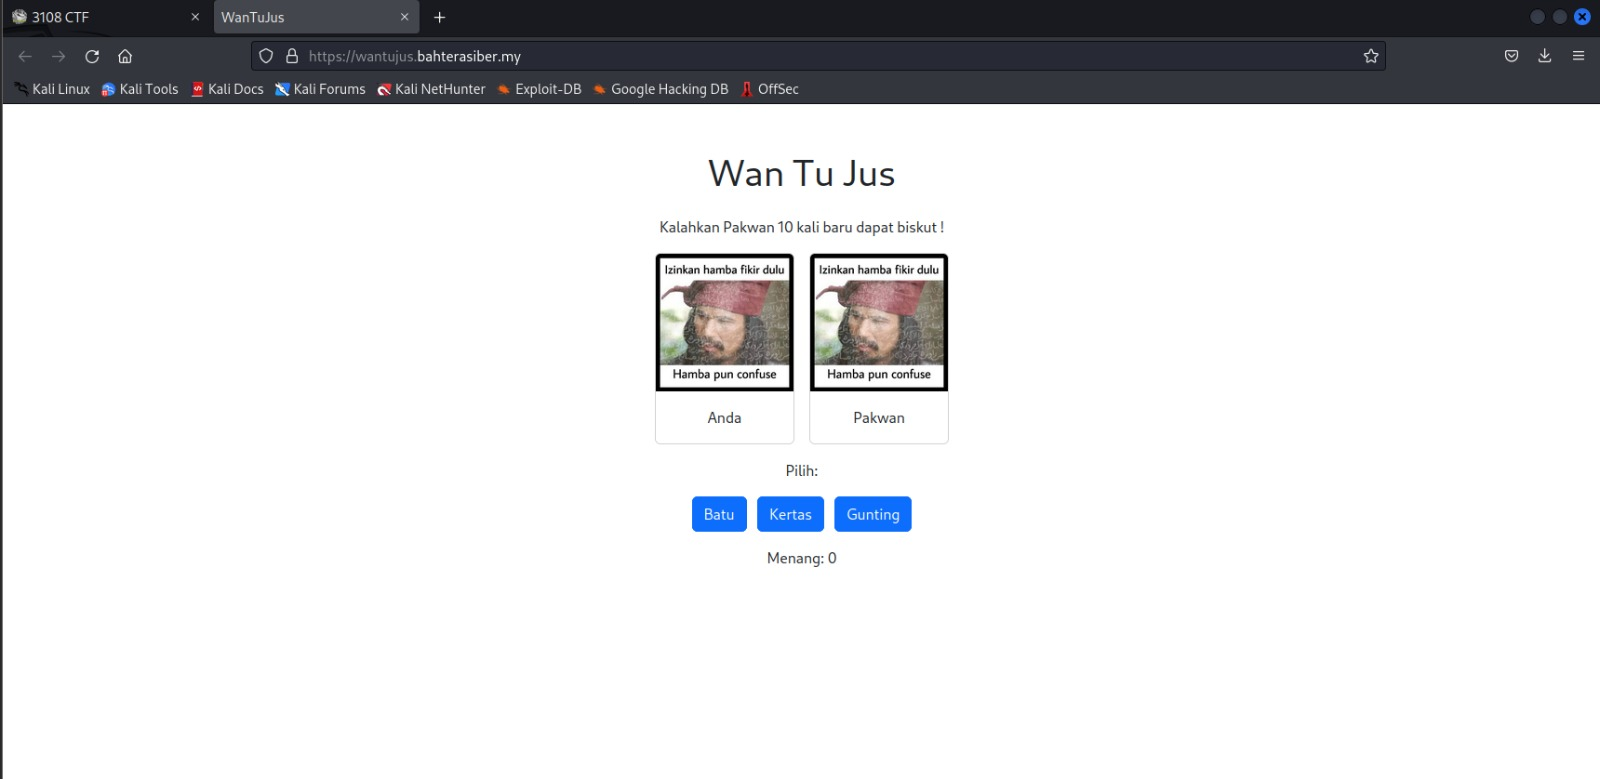 3108 CTF
WanTuJus
https://wantujus.bahterasiber.my
Kali Linux Kali Tools Kali Docs Kali Forums Kali NetHunter Exploit-DB Google Hacking DB OffSec
Wan Tu Jus
Kalahkan Pakwan 10 kali baru dapat biskut !
Izinkan hamba fikir dulu
Hamba pun confuse
Anda
Izinkan hamba fikir dulu
Hamba pun confuse
Pakwan
Pilih:
Batu Kertas Gunting
Menang: 0